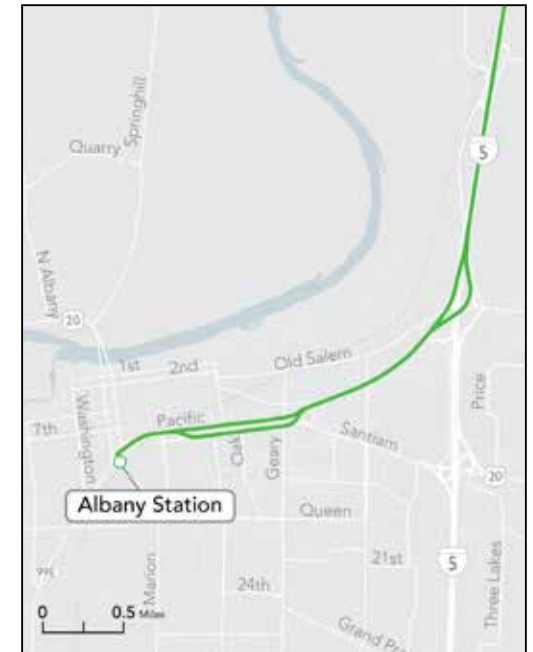 Springhill
Quarry
5
N Albany
20
1st
2nd
Old Salem
Price
Washington
Pacific
7th
Oak
Geary
Santiam
20
Albany Station
Queen
5
21st
Three Lakes
99E
Marion
24th
0 0.5 Miles
Grand